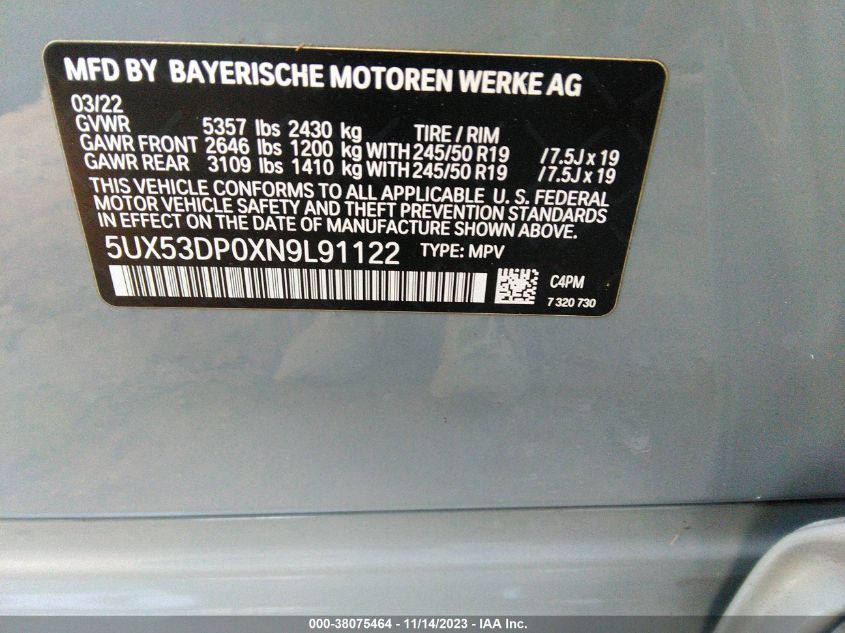 MFD BY BAYERISCHE MOTOREN WERKE AG
03/22
GVWR 5357 lbs 2430 kg TIRE / RIM
GAWR FRONT 2646 lbs 1200 kg WITH 245/50 R19 /7.5J x 19
GAWR REAR 3109 lbs 1410 kg WITH 245/50 R19 /7.5J x 19
THIS VEHICLE CONFORMS TO ALL APPLICABLE U. S. FEDERAL
MOTOR VEHICLE SAFETY AND THEFT PREVENTION STANDARDS
IN EFFECT ON THE DATE OF MANUFACTURE SHOWN ABOVE.
5UX53DP0XN9L91122 TYPE: MPV
C4PM
7 320 730
000-38075464 - 11/14/2023 - IAA Inc.